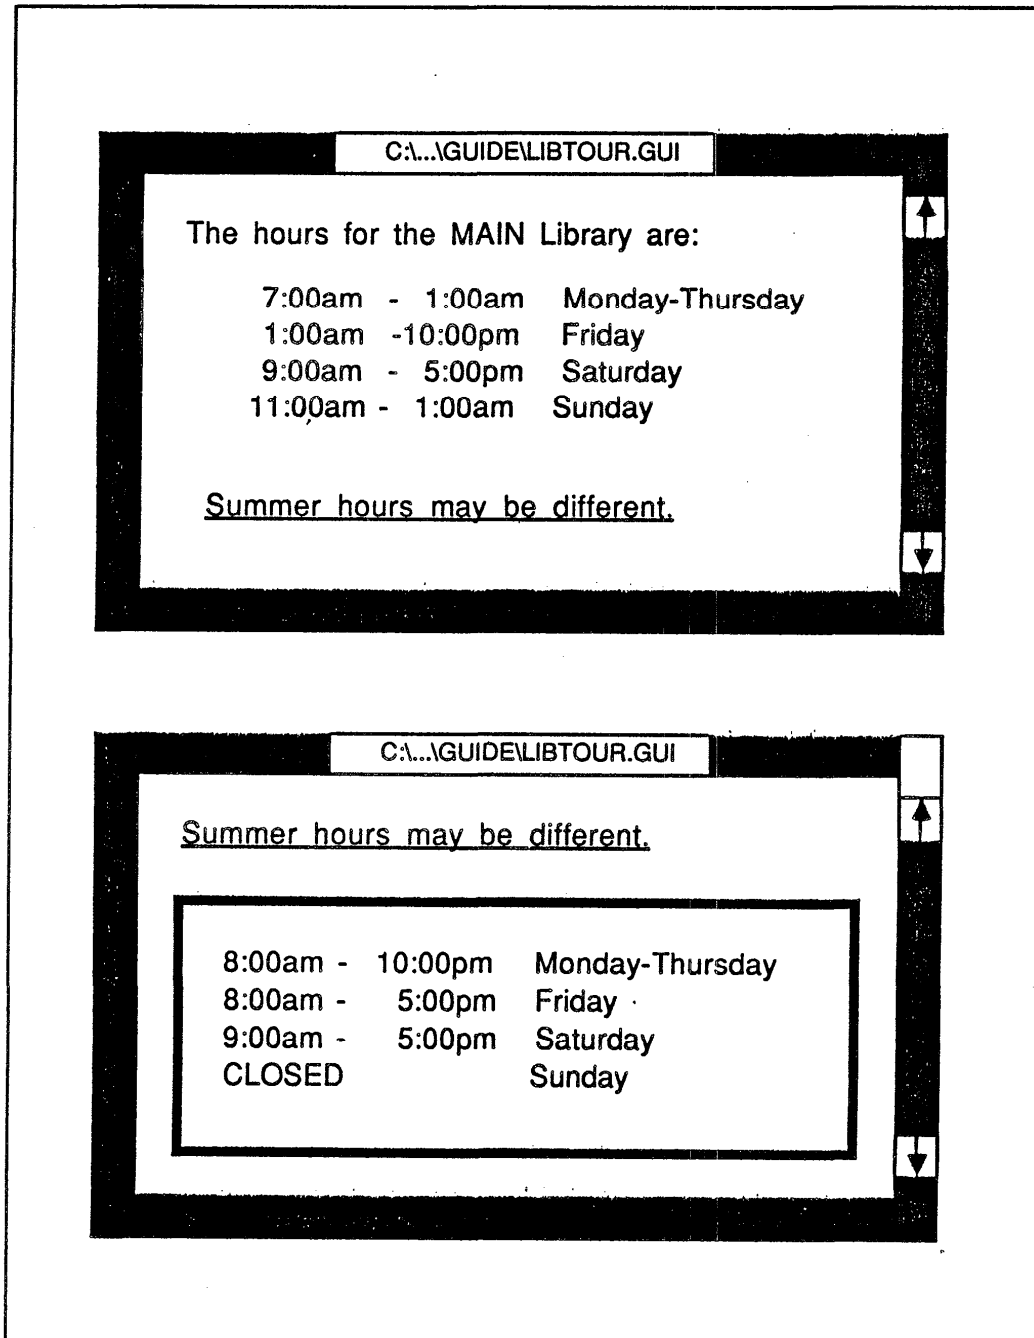 C:\...\GUIDE\LIBTOUR.GUI
The hours for the MAIN Library are:
7:00am - 1:00am Monday-Thursday
1:00am -10:00pm Friday
9:00am - 5:00pm Saturday
11:00am - 1:00am Sunday
Summer hours may be different.
C:\...\GUIDE\LIBTOUR.GUI
Summer hours may be different.
8:00am - 10:00pm Monday-Thursday
8:00am - 5:00pm Friday
9:00am - 5:00pm Saturday
CLOSED Sunday